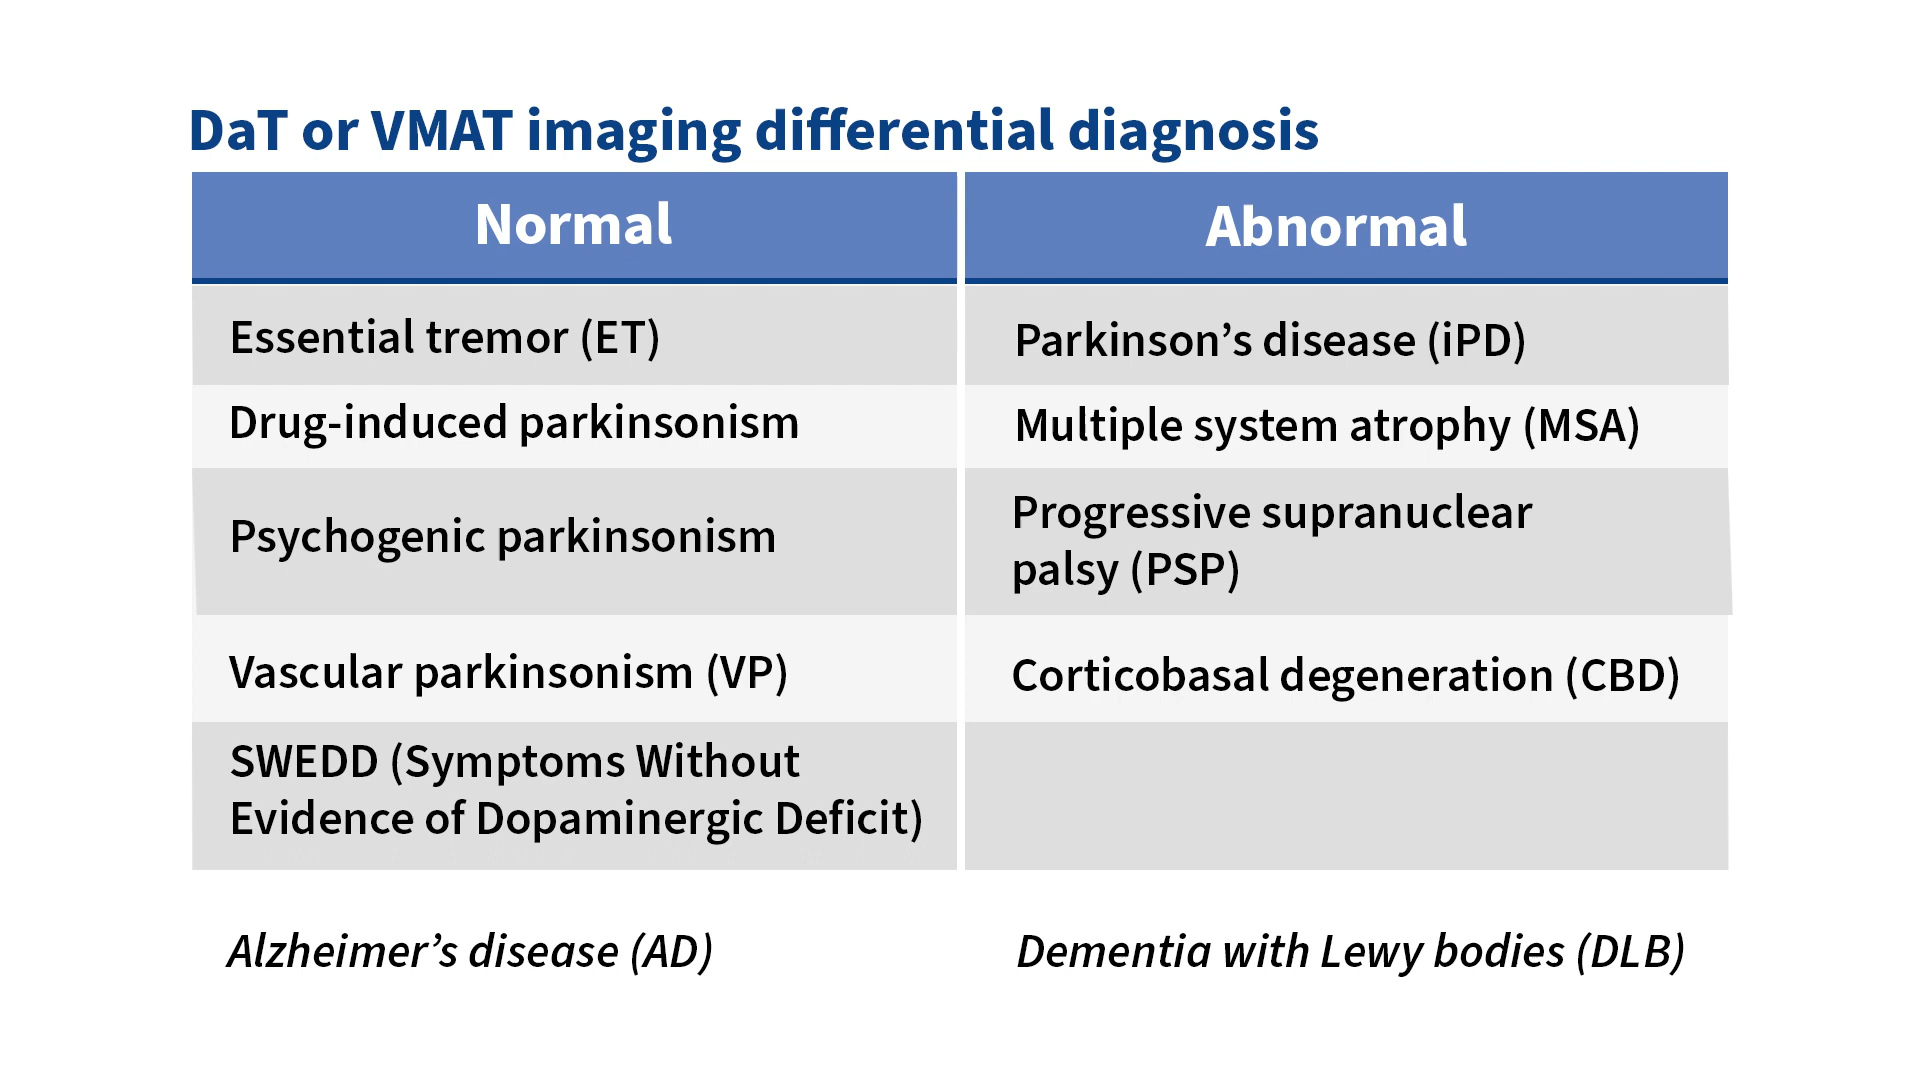 DaT or VMAT imaging differential diagnosis
Normal
Abnormal
Essential tremor (ET)
Parkinson’s disease (iPD)
Drug-induced parkinsonism
Multiple system atrophy (MSA)
Psychogenic parkinsonism
Progressive supranuclear
palsy (PSP)
Vascular parkinsonism (VP)
Corticobasal degeneration (CBD)
SWEDD (Symptoms Without
Evidence of Dopaminergic Deficit)
Alzheimer’s disease (AD)
Dementia with Lewy bodies (DLB)